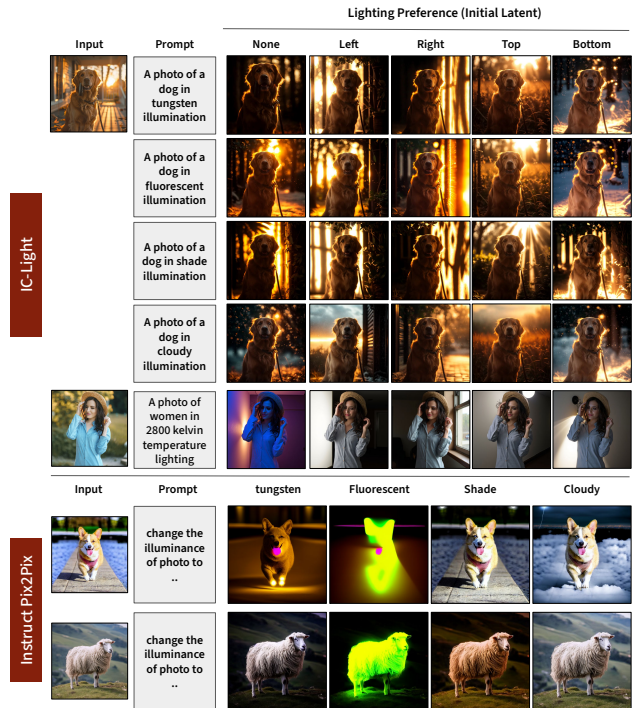 Lighting Preference (Initial Latent)
Input
Prompt
None
Left
Right
Top
Bottom
IC-Light
A photo of a
dog in
tungsten
illumination
A photo of a
dog in
fluorescent
illumination
A photo of a
dog in shade
illumination
A photo of a
dog in
cloudy
illumination
A photo of
women in
2800 kelvin
temperature
lighting
Input
Prompt
tungsten
Fluorescent
Shade
Cloudy
Instruct Pix2Pix
change the
illuminance
of photo to
..
change the
illuminance
of photo to
..